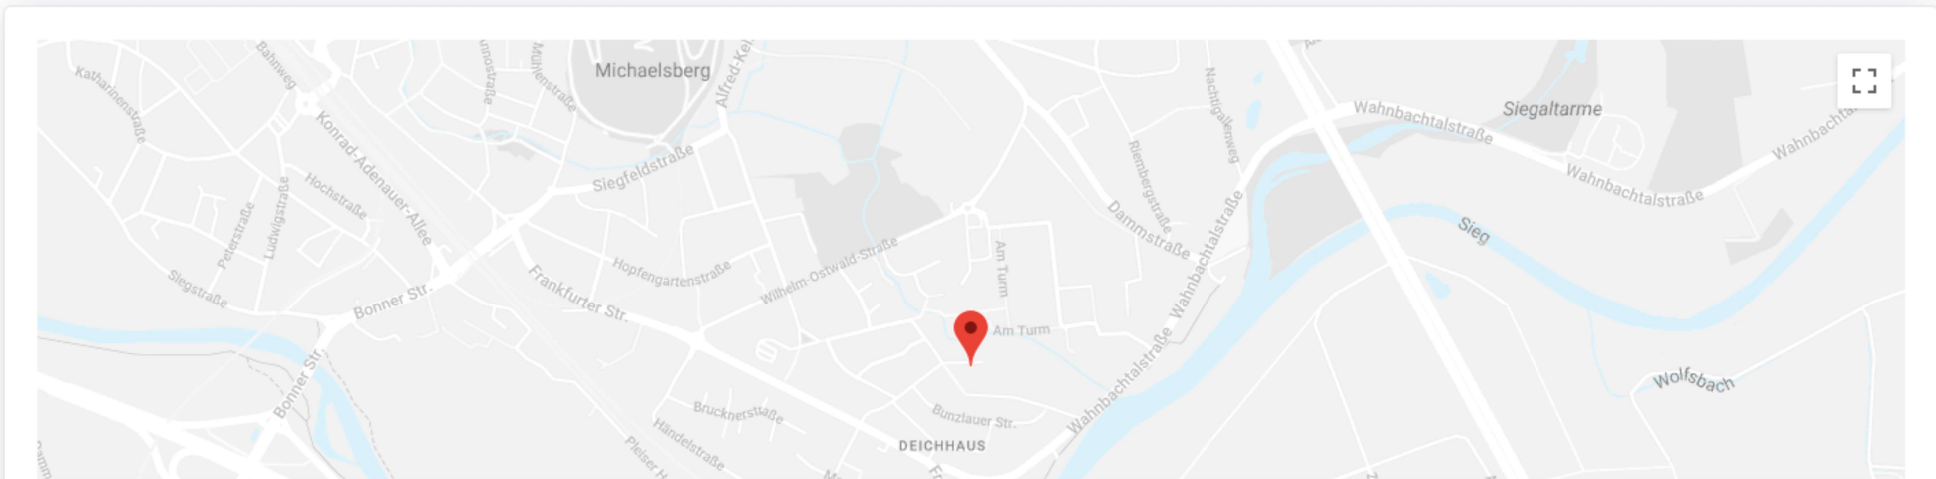 Bahnweg
Katharinenstraße
Konrad-Adenauer-Allee
Mühlenstraße
Michaelsberg
Nachtigallenweg
Siegaltarme
Wahnbachtalstraße
Wahnbachtalstraße
Siegfeldstraße
Riembergstraße
Hochstraße
Ludwigstraße
Peterstraße
Dammstraße
Wahnbachtalstraße
Sieg
Hopfengartenstraße
Wilhelm-Ostwald-Straße
Am Turm
Siegstraße
Bonner Str.
Frankfurter Str.
Am Turm
Bonner Str.
Wahnbachtalstraße
Wolfsbach
Brucknerstraße
Bunzlauer Str.
Händelstraße
DEICHHAUS